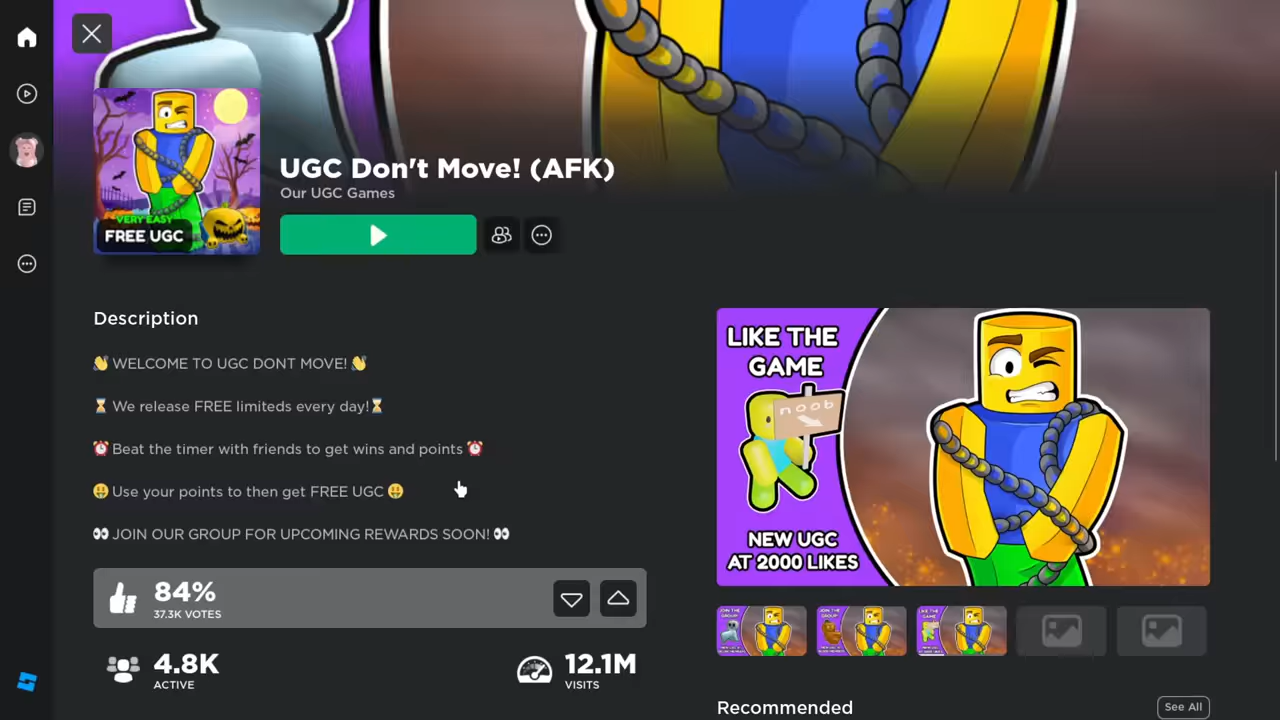 VERY EASY
FREE UGC
UGC Don't Move! (AFK)
Our UGC Games
Description
👋 WELCOME TO UGC DONT MOVE! 👋
⌛ We release FREE limiteds every day!⌛
⏰Beat the timer with friends to get wins and points ⏰
🤑 Use your points to then get FREE UGC 🤑
👀 JOIN OUR GROUP FOR UPCOMING REWARDS SOON! 👀
84%
37.3K VOTES
4.8K
ACTIVE
12.1M
VISITS
LIKE THE
GAME
noob
NEW UGC
AT 2000 LIKES
Recommended
See All